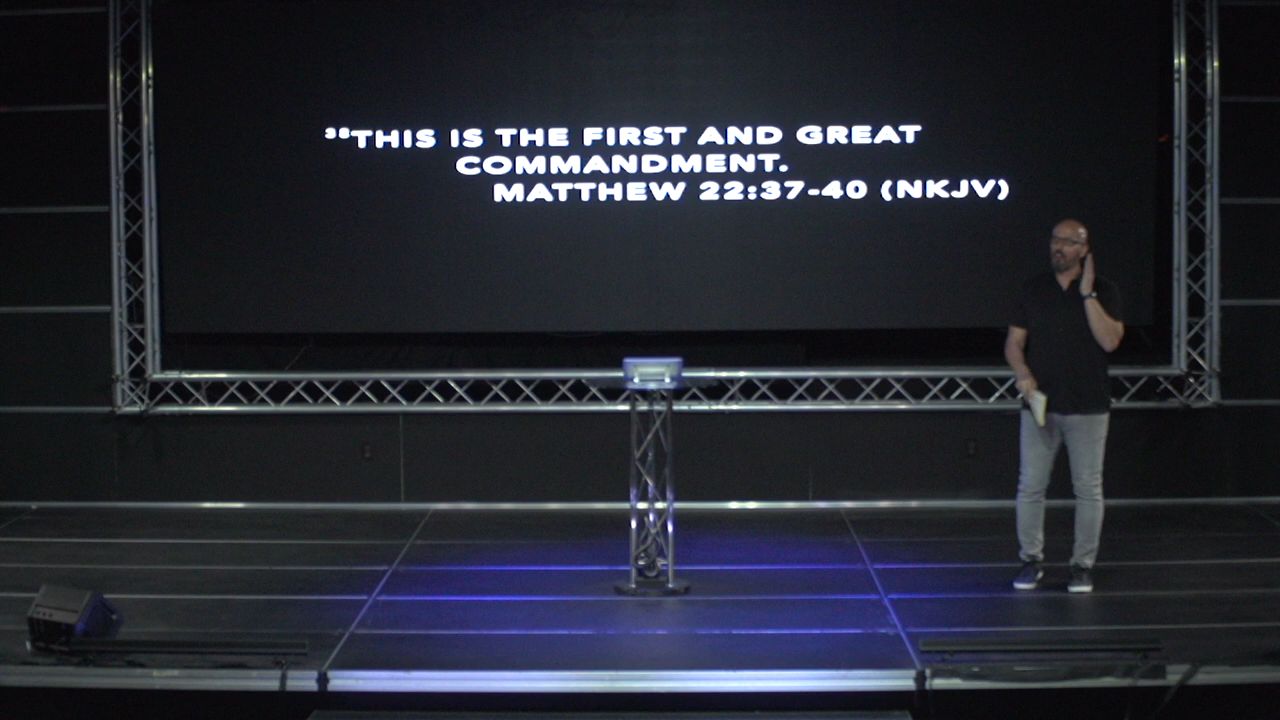 ³⁸THIS IS THE FIRST AND GREAT
COMMANDMENT.
MATTHEW 22:37-40 (NKJV)